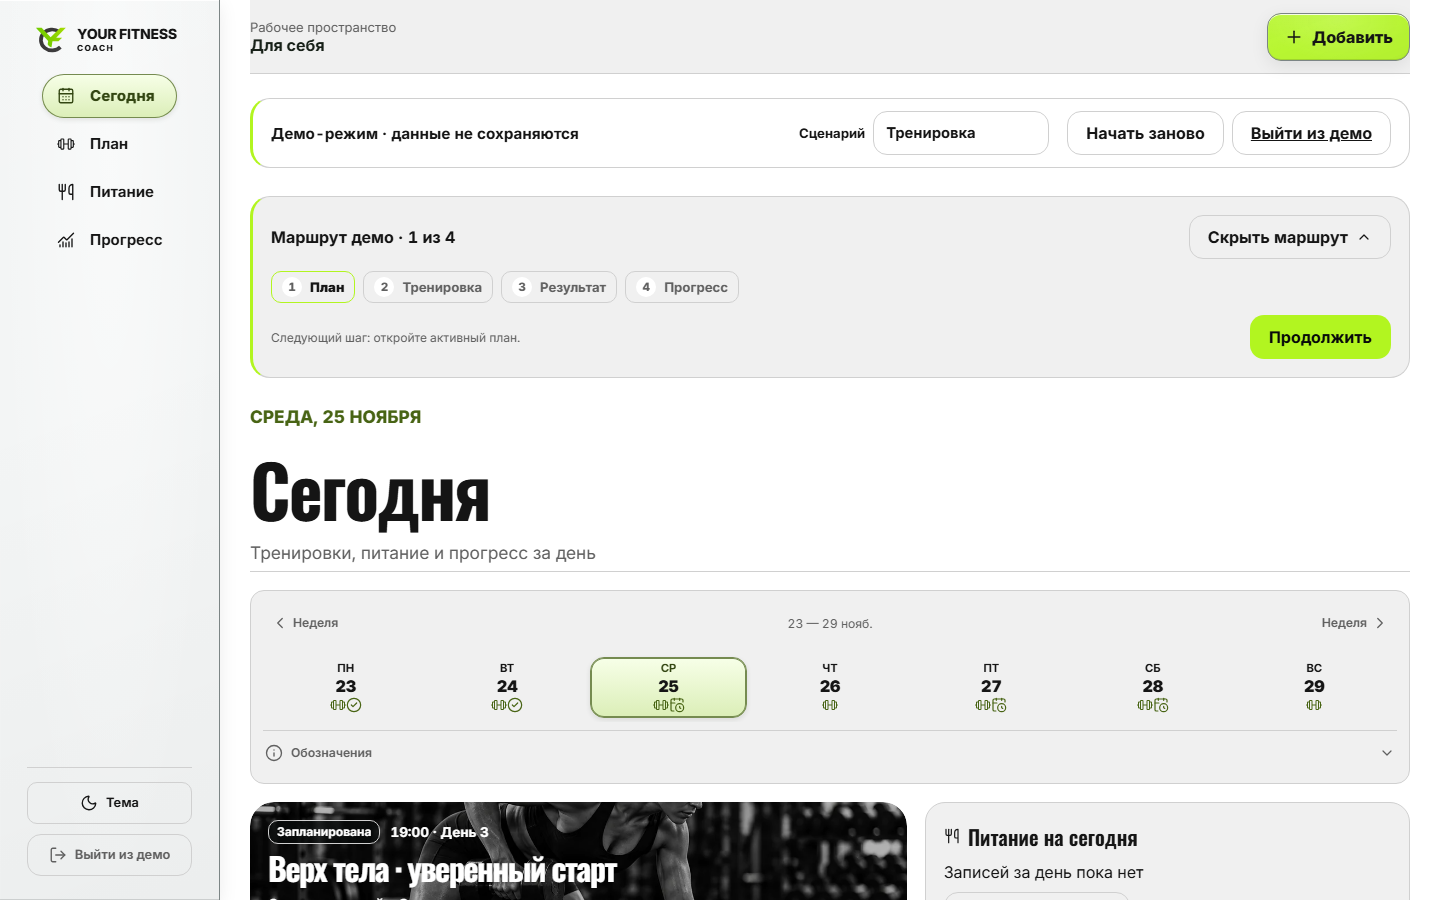 YOUR FITNESS
COACH
Сегодня
План
Питание
Прогресс
Тема
Выйти из демо
Рабочее пространство
Для себя
Добавить
Демо-режим · данные не сохраняются
Сценарий
Тренировка
Начать заново
Выйти из демо
Маршрут демо · 1 из 4
Скрыть маршрут
1 План
2 Тренировка
3 Результат
4 Прогресс
Следующий шаг: откройте активный план.
Продолжить
СРЕДА, 25 НОЯБРЯ
Сегодня
Тренировки, питание и прогресс за день
Неделя
23 — 29 нояб.
Неделя
ПН
23
ВТ
24
СР
25
ЧТ
26
ПТ
27
СБ
28
ВС
29
Обозначения
Запланирована
19:00 · День 3
Верх тела · уверенный старт
Питание на сегодня
Записей за день пока нет